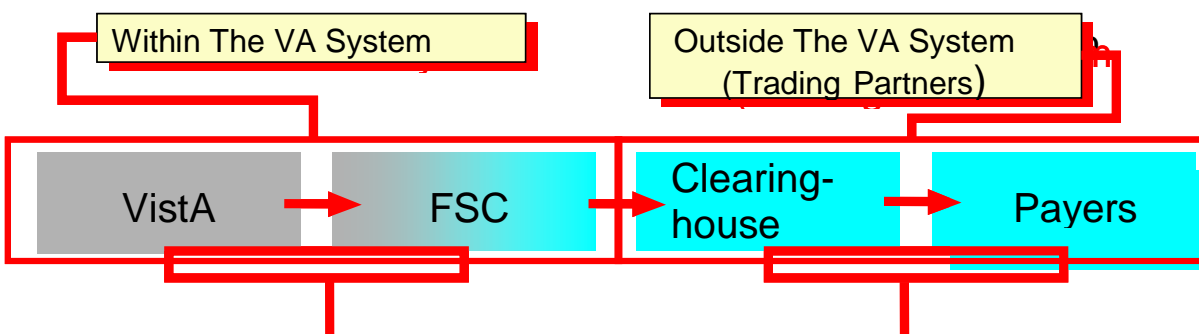 Within The VA System
Outside The VA System
(Trading Partners)
VistA
FSC
Clearing-
house
Payers